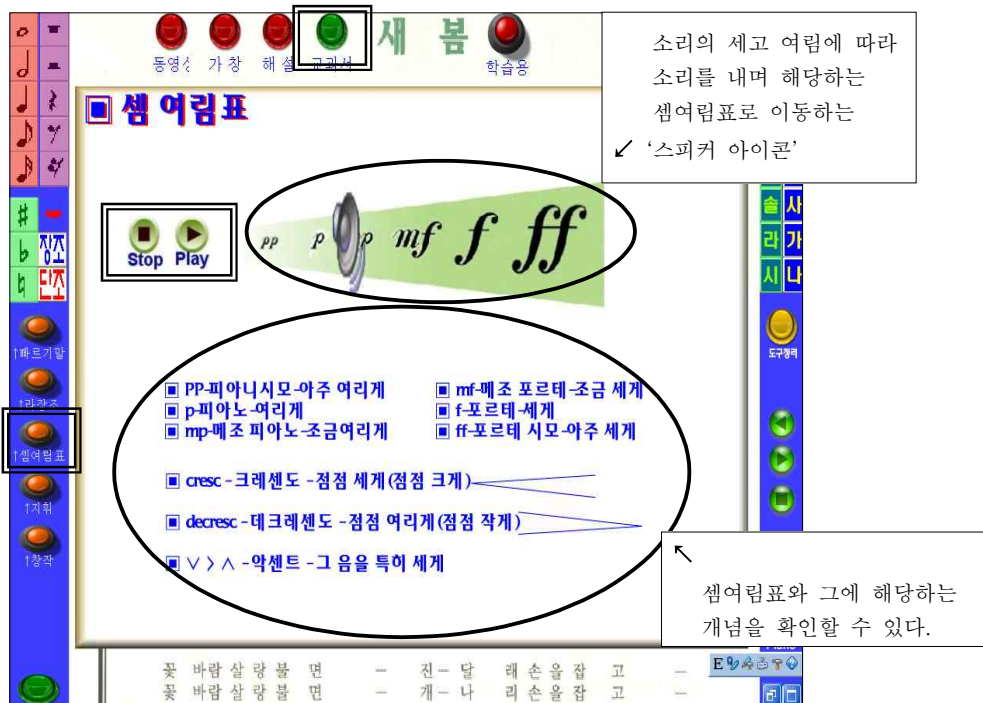 새 봄
동영상 가 창 해 설 교과서 학습용
소리의 세고 여림에 따라
소리를 내며 해당하는
셈여림표로 이동하는
↙ ‘스피커 아이콘’
▣ 셈 여림표
Stop Play
pp p p mf f ff
장조
단조
솔 사
라 가
시 나
↑빠르기말
↑셈여림표
↑지휘
↑창작
도구정리
▣ PP-피아니시모-아주 여리게
▣ p-피아노-여리게
▣ mp-메조 피아노-조금여리게
▣ mf-메조 포르테-조금 세게
▣ f-포르테-세게
▣ ff-포르테 시모-아주 세게
▣ cresc - 크레센도 - 점점 세게(점점 크게)
▣ decresc - 데크레센도 - 점점 여리게(점점 작게)
▣ ∨ > ∧ - 악센트 - 그 음을 특히 세게
↖
셈여림표와 그에 해당하는
개념을 확인할 수 있다.
꽃 바람 살 랑 불 면 － 진 － 달 래 손 을 잡 고 －
꽃 바람 살 랑 불 면 － 개 － 나 리 손 을 잡 고 －
E